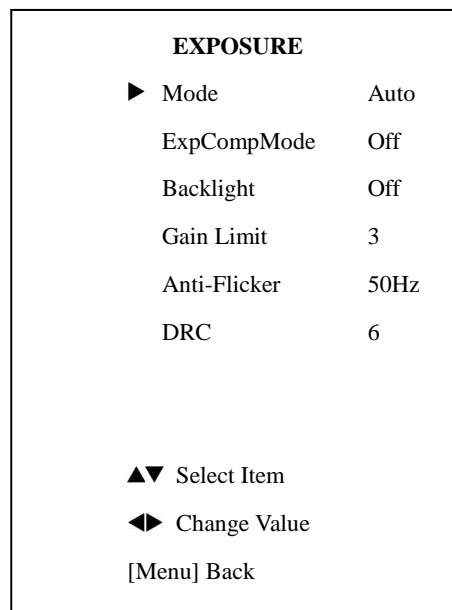 EXPOSURE
▶ Mode Auto
ExpCompMode Off
Backlight Off
Gain Limit 3
Anti-Flicker 50Hz
DRC 6
▲▼ Select Item
◀▶ Change Value
[Menu] Back